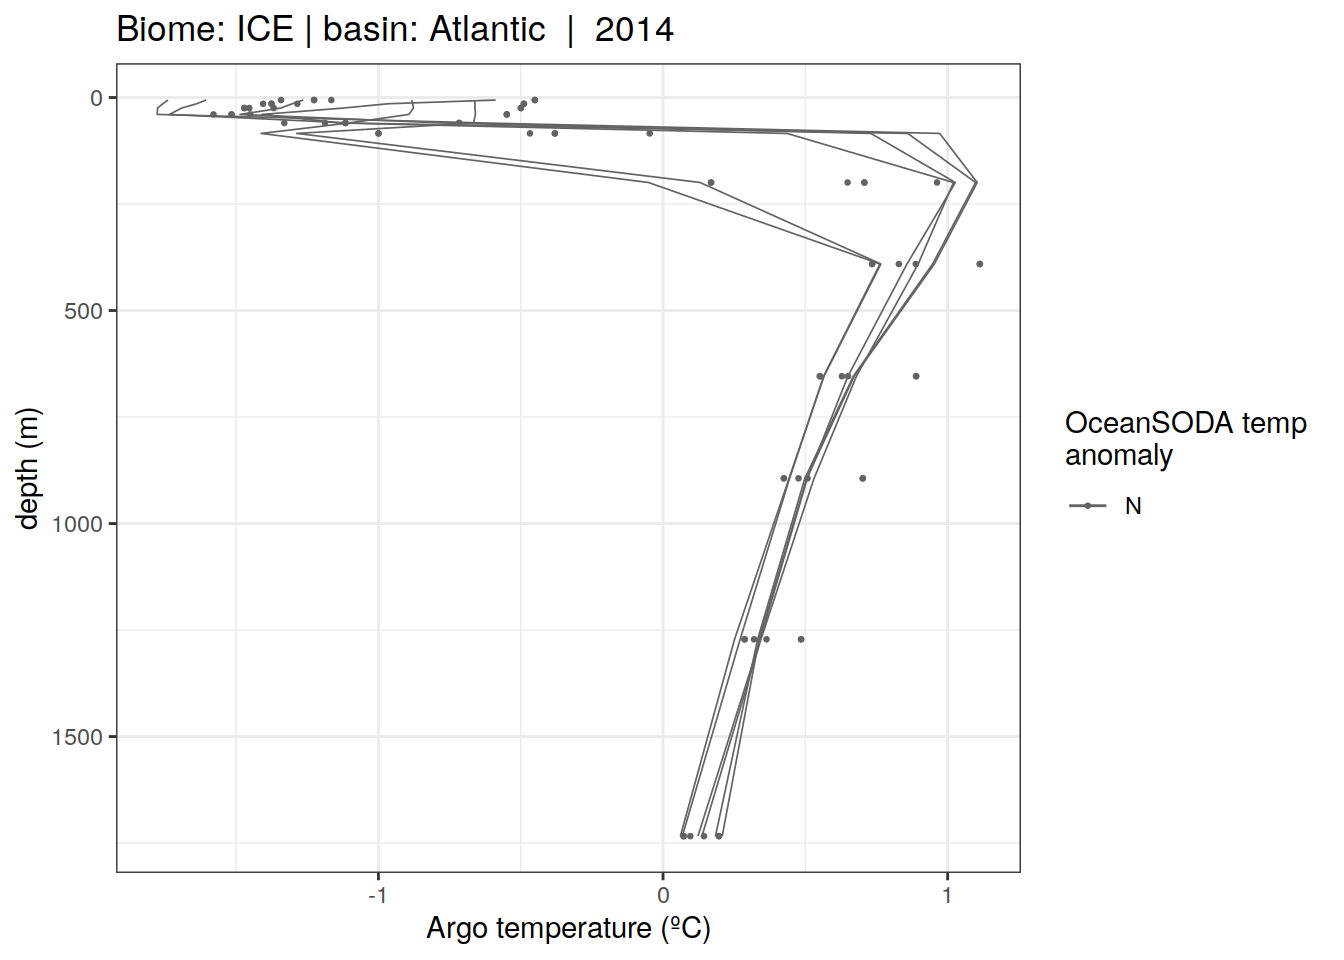 Biome: ICE | basin: Atlantic  |  2014
0
500
1000
1500
depth (m)
-1
0
1
Argo temperature (ºC)
OceanSODA temp
anomaly
N